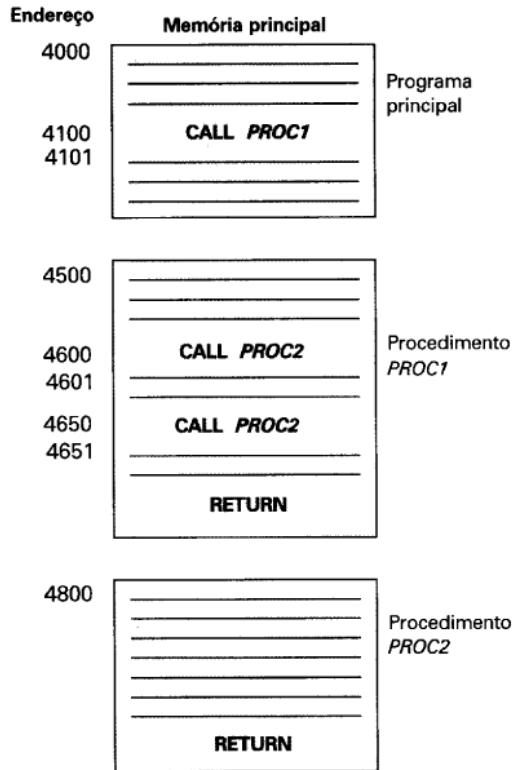 Endereço
Memória principal
4000
Programa
principal
4100 CALL PROC1
4101
4500
4600 CALL PROC2
Procedimento
4601
PROC1
4650 CALL PROC2
4651
RETURN
4800
Procedimento
PROC2
RETURN